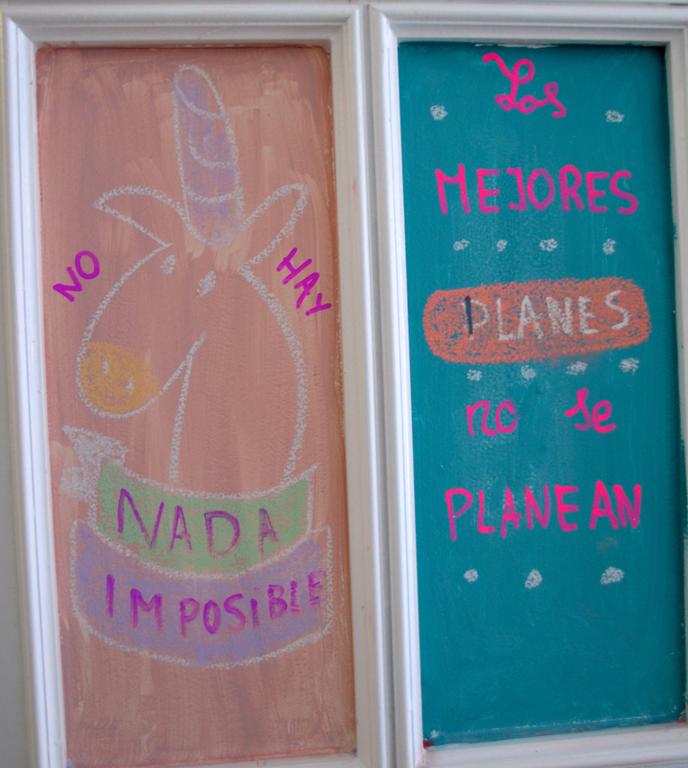 NO HAY
NADA
IMPOSIBLE
Los
MEJORES
PLANES
no se
PLANEAN